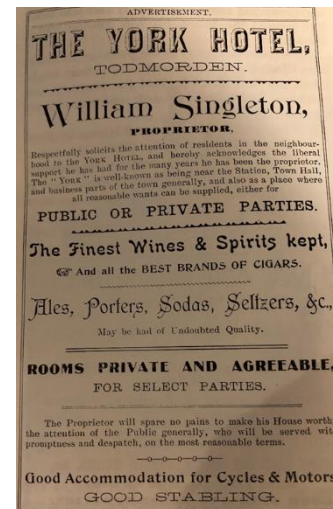 ADVERTISEMENT.
THE YORK HOTEL,
TODMORDEN.
William Singleton,
PROPRIETOR,
Respectfully solicits the attention of residents in the neighbour-
hood to the YORK HOTEL, and hereby acknowledges the liberal
support he has had for the many years he has been the proprietor.
The "YORK" is well-known as being near the Station, Town Hall,
and business parts of the town generally, and also as a place where
all reasonable wants can be supplied, either for
PUBLIC OR PRIVATE PARTIES.
The Finest Wines & Spirits kept,
And all the BEST BRANDS OF CIGARS.
Ales, Porters, Sodas, Seltzers, &c.,
May be had of Undoubted Quality.
ROOMS PRIVATE AND AGREEABLE,
FOR SELECT PARTIES.
The Proprietor will spare no pains to make his House worth
the attention of the Public generally, who will be served wit
promptness and despatch, on the most reasonable terms.
Good Accommodation for Cycles & Motors
GOOD STABLING.